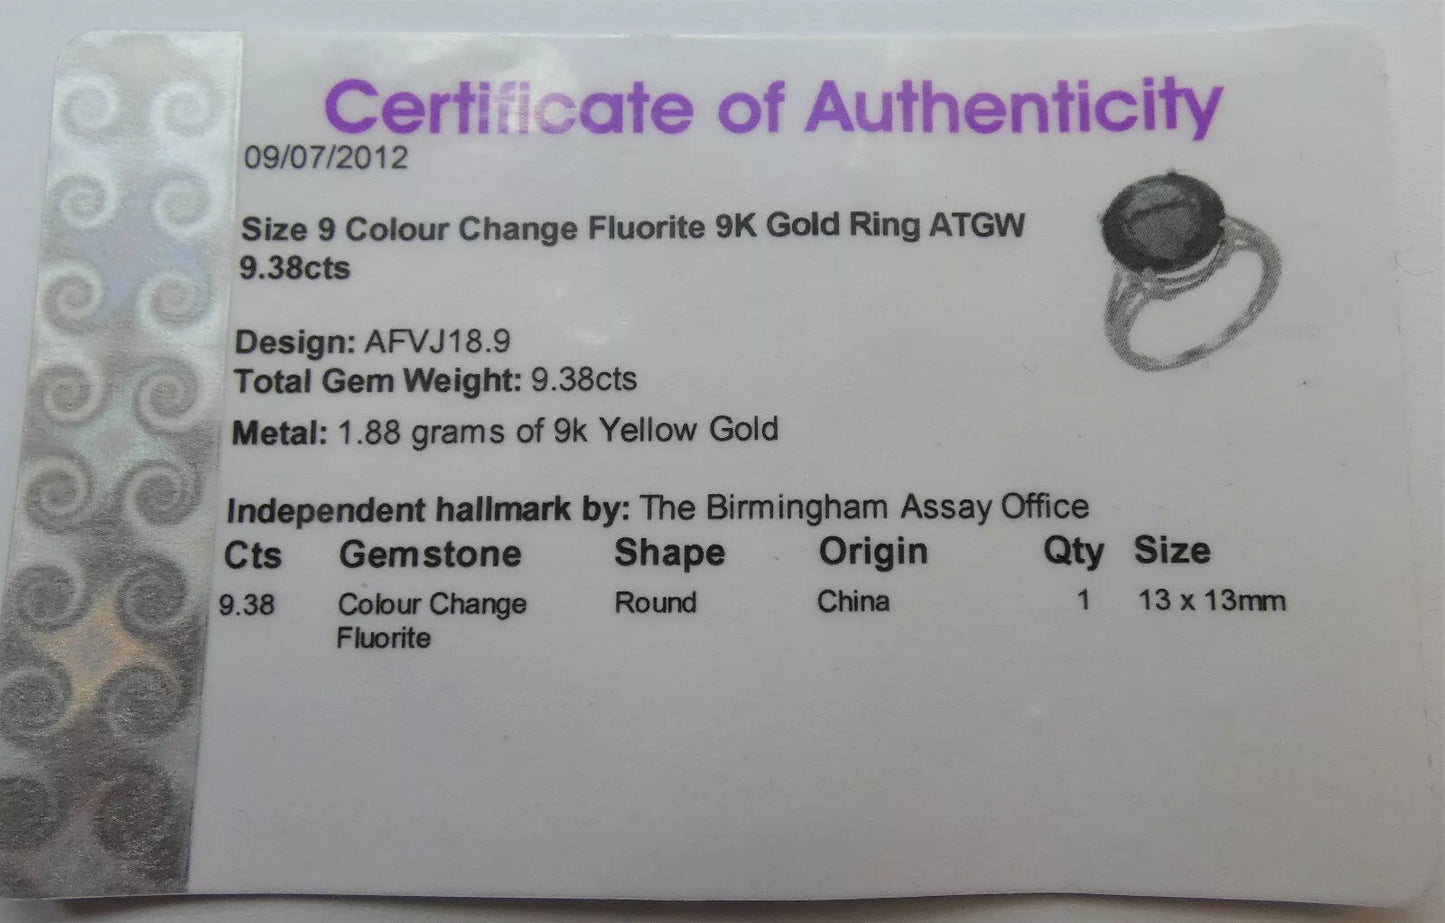 Certificate of Authenticity
09/07/2012
Size 9 Colour Change Fluorite 9K Gold Ring ATGW
9.38cts
Design: AFVJ18.9
Total Gem Weight: 9.38cts
Metal: 1.88 grams of 9k Yellow Gold
Independent hallmark by: The Birmingham Assay Office
Cts Gemstone Shape Origin Qty Size
9.38 Colour Change Round China 1 13 x 13mm
Fluorite